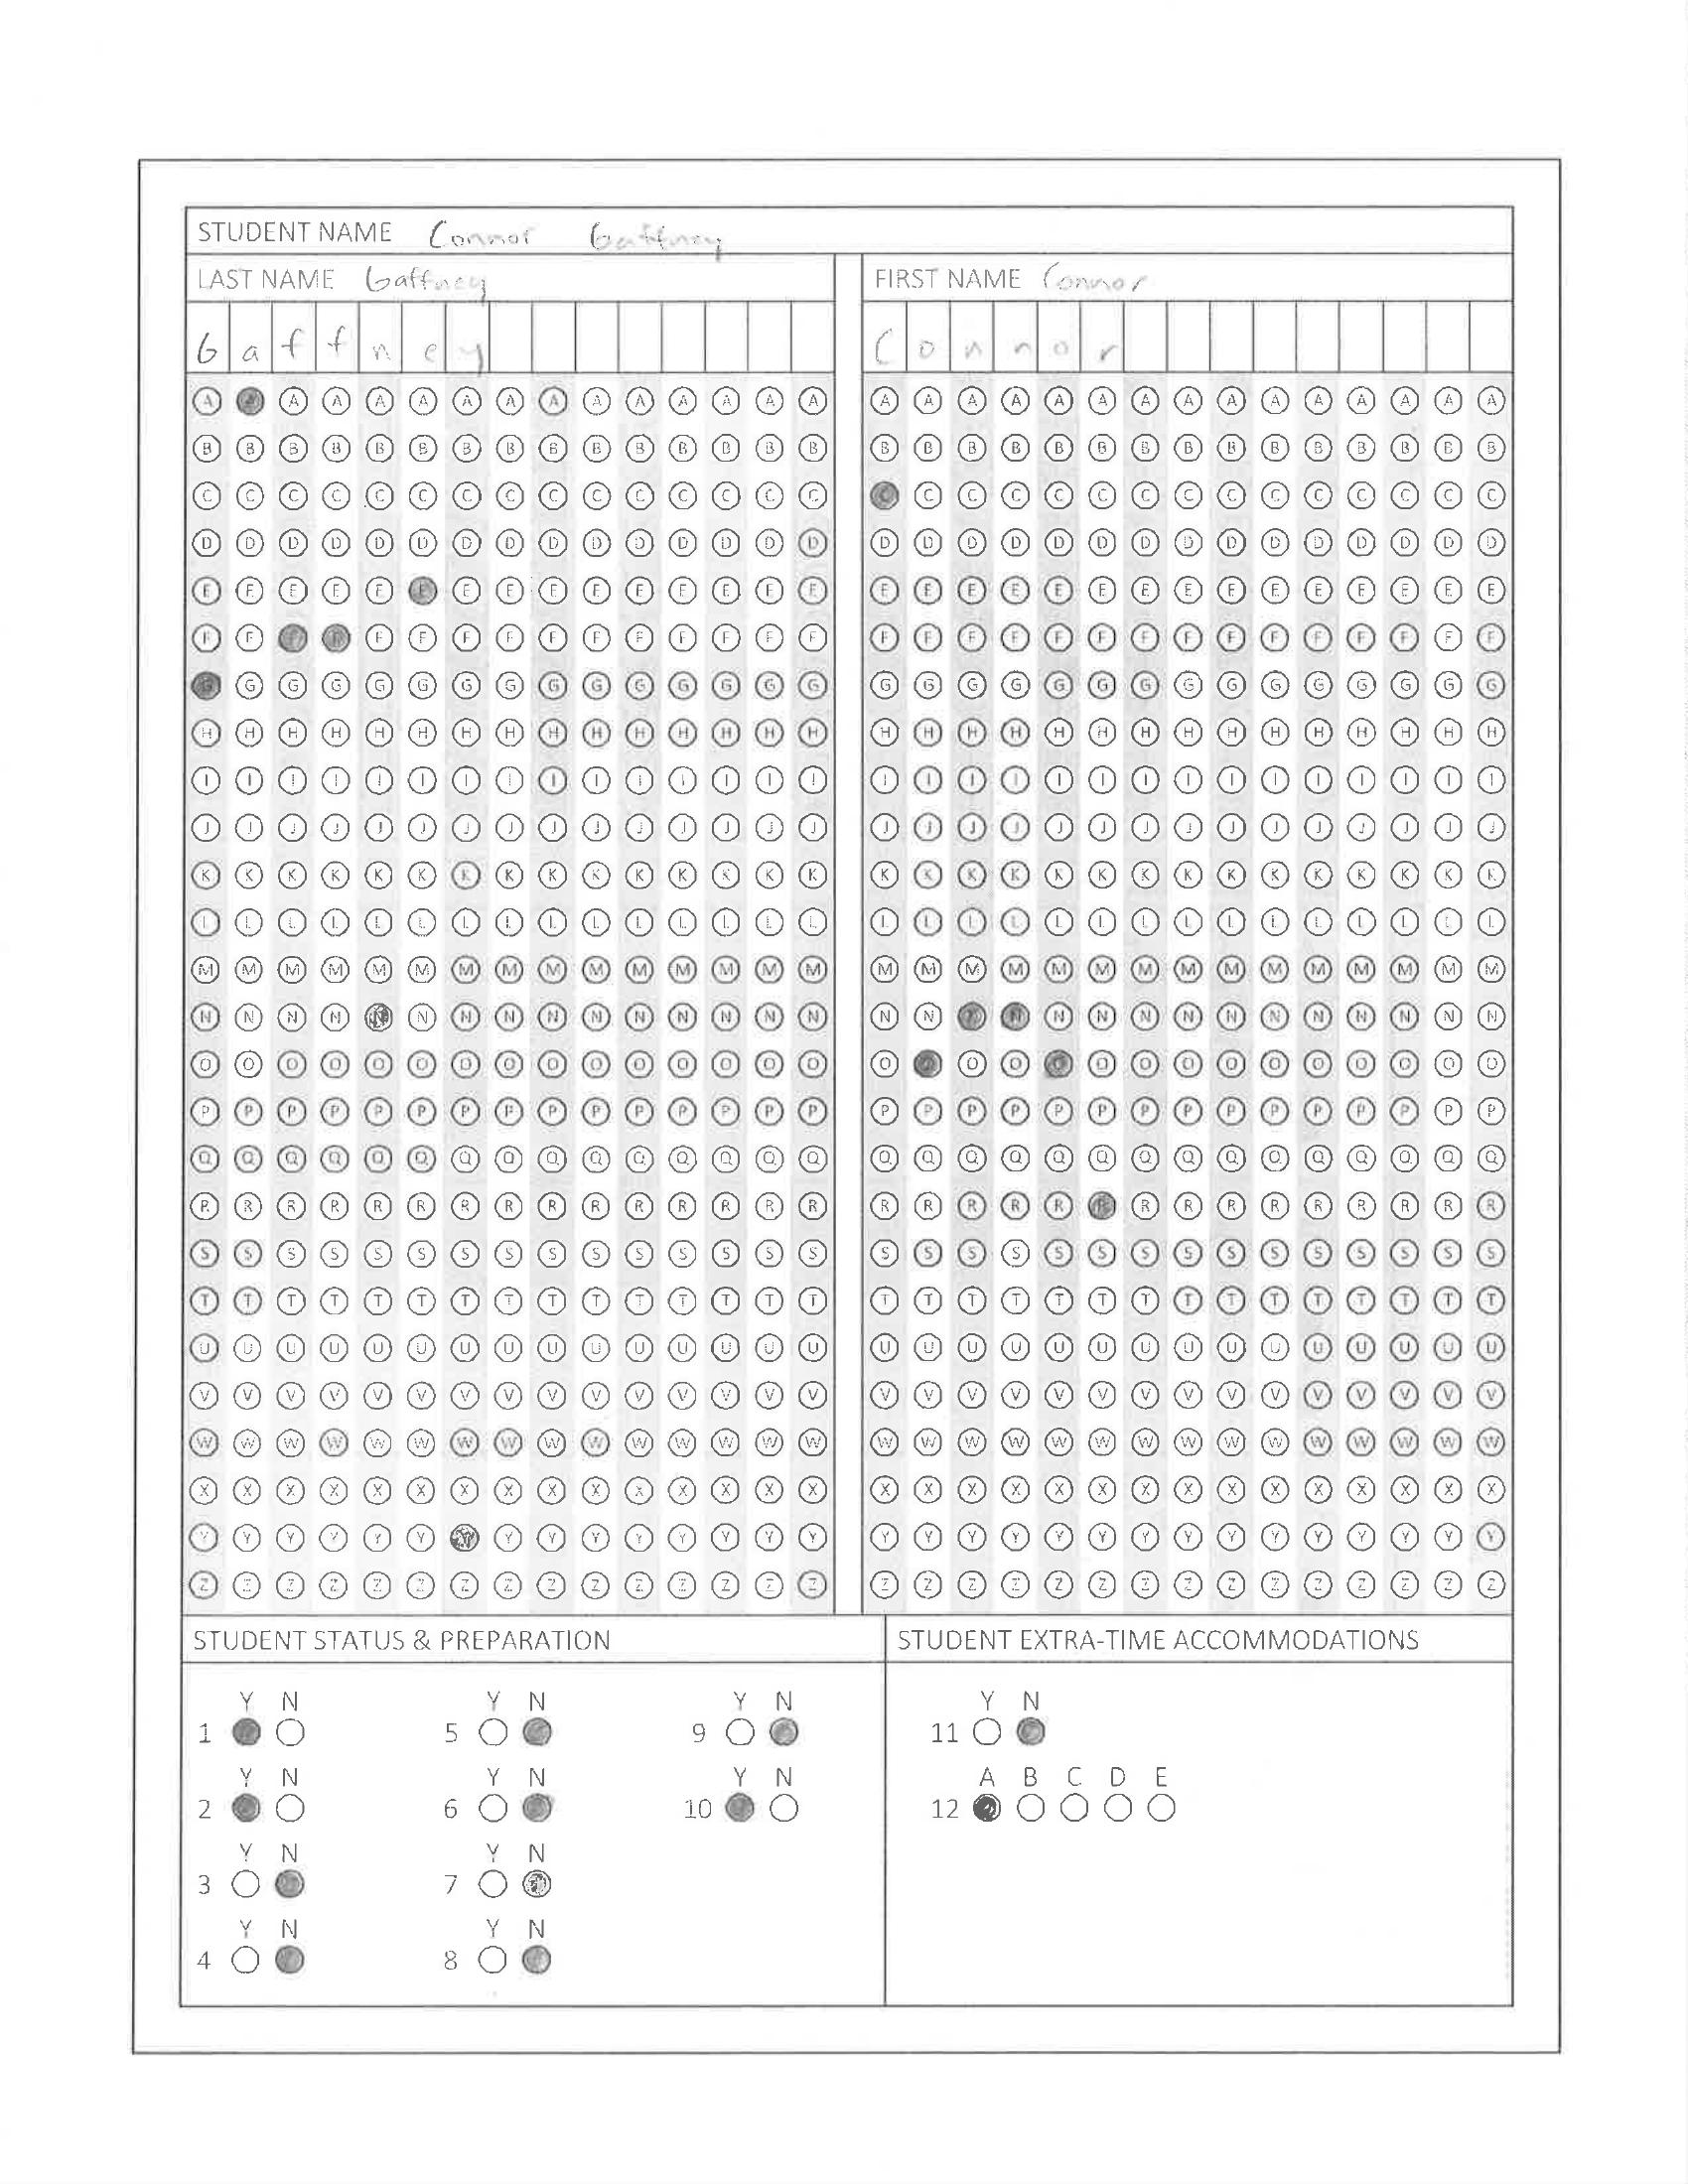 STUDENT NAME Connor Gaffney
LAST NAME Gaffney FIRST NAME Connor
G a f f n e y C o n n o r
A A A A A A A A A A A A A A A A A A A A A A A A A A A A A A
B B B B B B B B B B B B B B B B B B B B B B B B B B B B B B
C C C C C C C C C C C C C C C C C C C C C C C C C C C C C C
D D D D D D D D D D D D D D D D D D D D D D D D D D D D D D
E E E E E E E E E E E E E E E E E E E E E E E E E E E E E E
F F F F F F F F F F F F F F F F F F F F F F F F F F F F F F
G G G G G G G G G G G G G G G G G G G G G G G G G G G G G G
H H H H H H H H H H H H H H H H H H H H H H H H H H H H H H
I I I I I I I I I I I I I I I I I I I I I I I I I I I I I I
J J J J J J J J J J J J J J J J J J J J J J J J J J J J J J
K K K K K K K K K K K K K K K K K K K K K K K K K K K K K K
L L L L L L L L L L L L L L L L L L L L L L L L L L L L L L
M M M M M M M M M M M M M M M M M M M M M M M M M M M M M M
N N N N N N N N N N N N N N N N N N N N N N N N N N N N N N
O O O O O O O O O O O O O O O O O O O O O O O O O O O O O O
P P P P P P P P P P P P P P P P P P P P P P P P P P P P P P
Q Q Q Q Q Q Q Q Q Q Q Q Q Q Q Q Q Q Q Q Q Q Q Q Q Q Q Q Q Q
R R R R R R R R R R R R R R R R R R R R R R R R R R R R R R
S S S S S S S S S S S S S S S S S S S S S S S S S S S S S S
T T T T T T T T T T T T T T T T T T T T T T T T T T T T T T
U U U U U U U U U U U U U U U U U U U U U U U U U U U U U U
V V V V V V V V V V V V V V V V V V V V V V V V V V V V V V
W W W W W W W W W W W W W W W W W W W W W W W W W W W W W W
X X X X X X X X X X X X X X X X X X X X X X X X X X X X X X
Y Y Y Y Y Y Y Y Y Y Y Y Y Y Y Y Y Y Y Y Y Y Y Y Y Y Y Y Y Y
Z Z Z Z Z Z Z Z Z Z Z Z Z Z Z Z Z Z Z Z Z Z Z Z Z Z Z Z Z Z
STUDENT STATUS & PREPARATION STUDENT EXTRA-TIME ACCOMMODATIONS
Y N Y N Y N Y N
1 5 9 11
Y N Y N Y N A B C D E
2 6 10 12
Y N Y N
3 7
Y N Y N
4 8